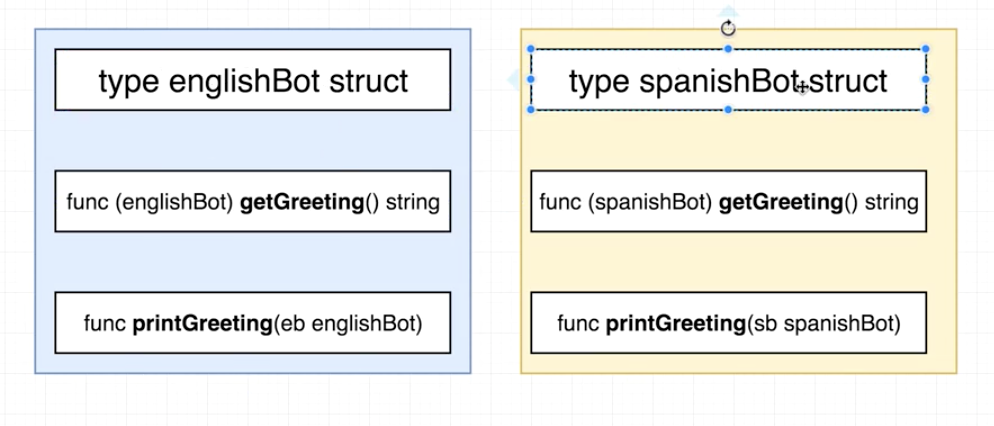 type englishBot struct
func (englishBot) getGreeting() string
func printGreeting(eb englishBot)
type spanishBot struct
func (spanishBot) getGreeting() string
func printGreeting(sb spanishBot)